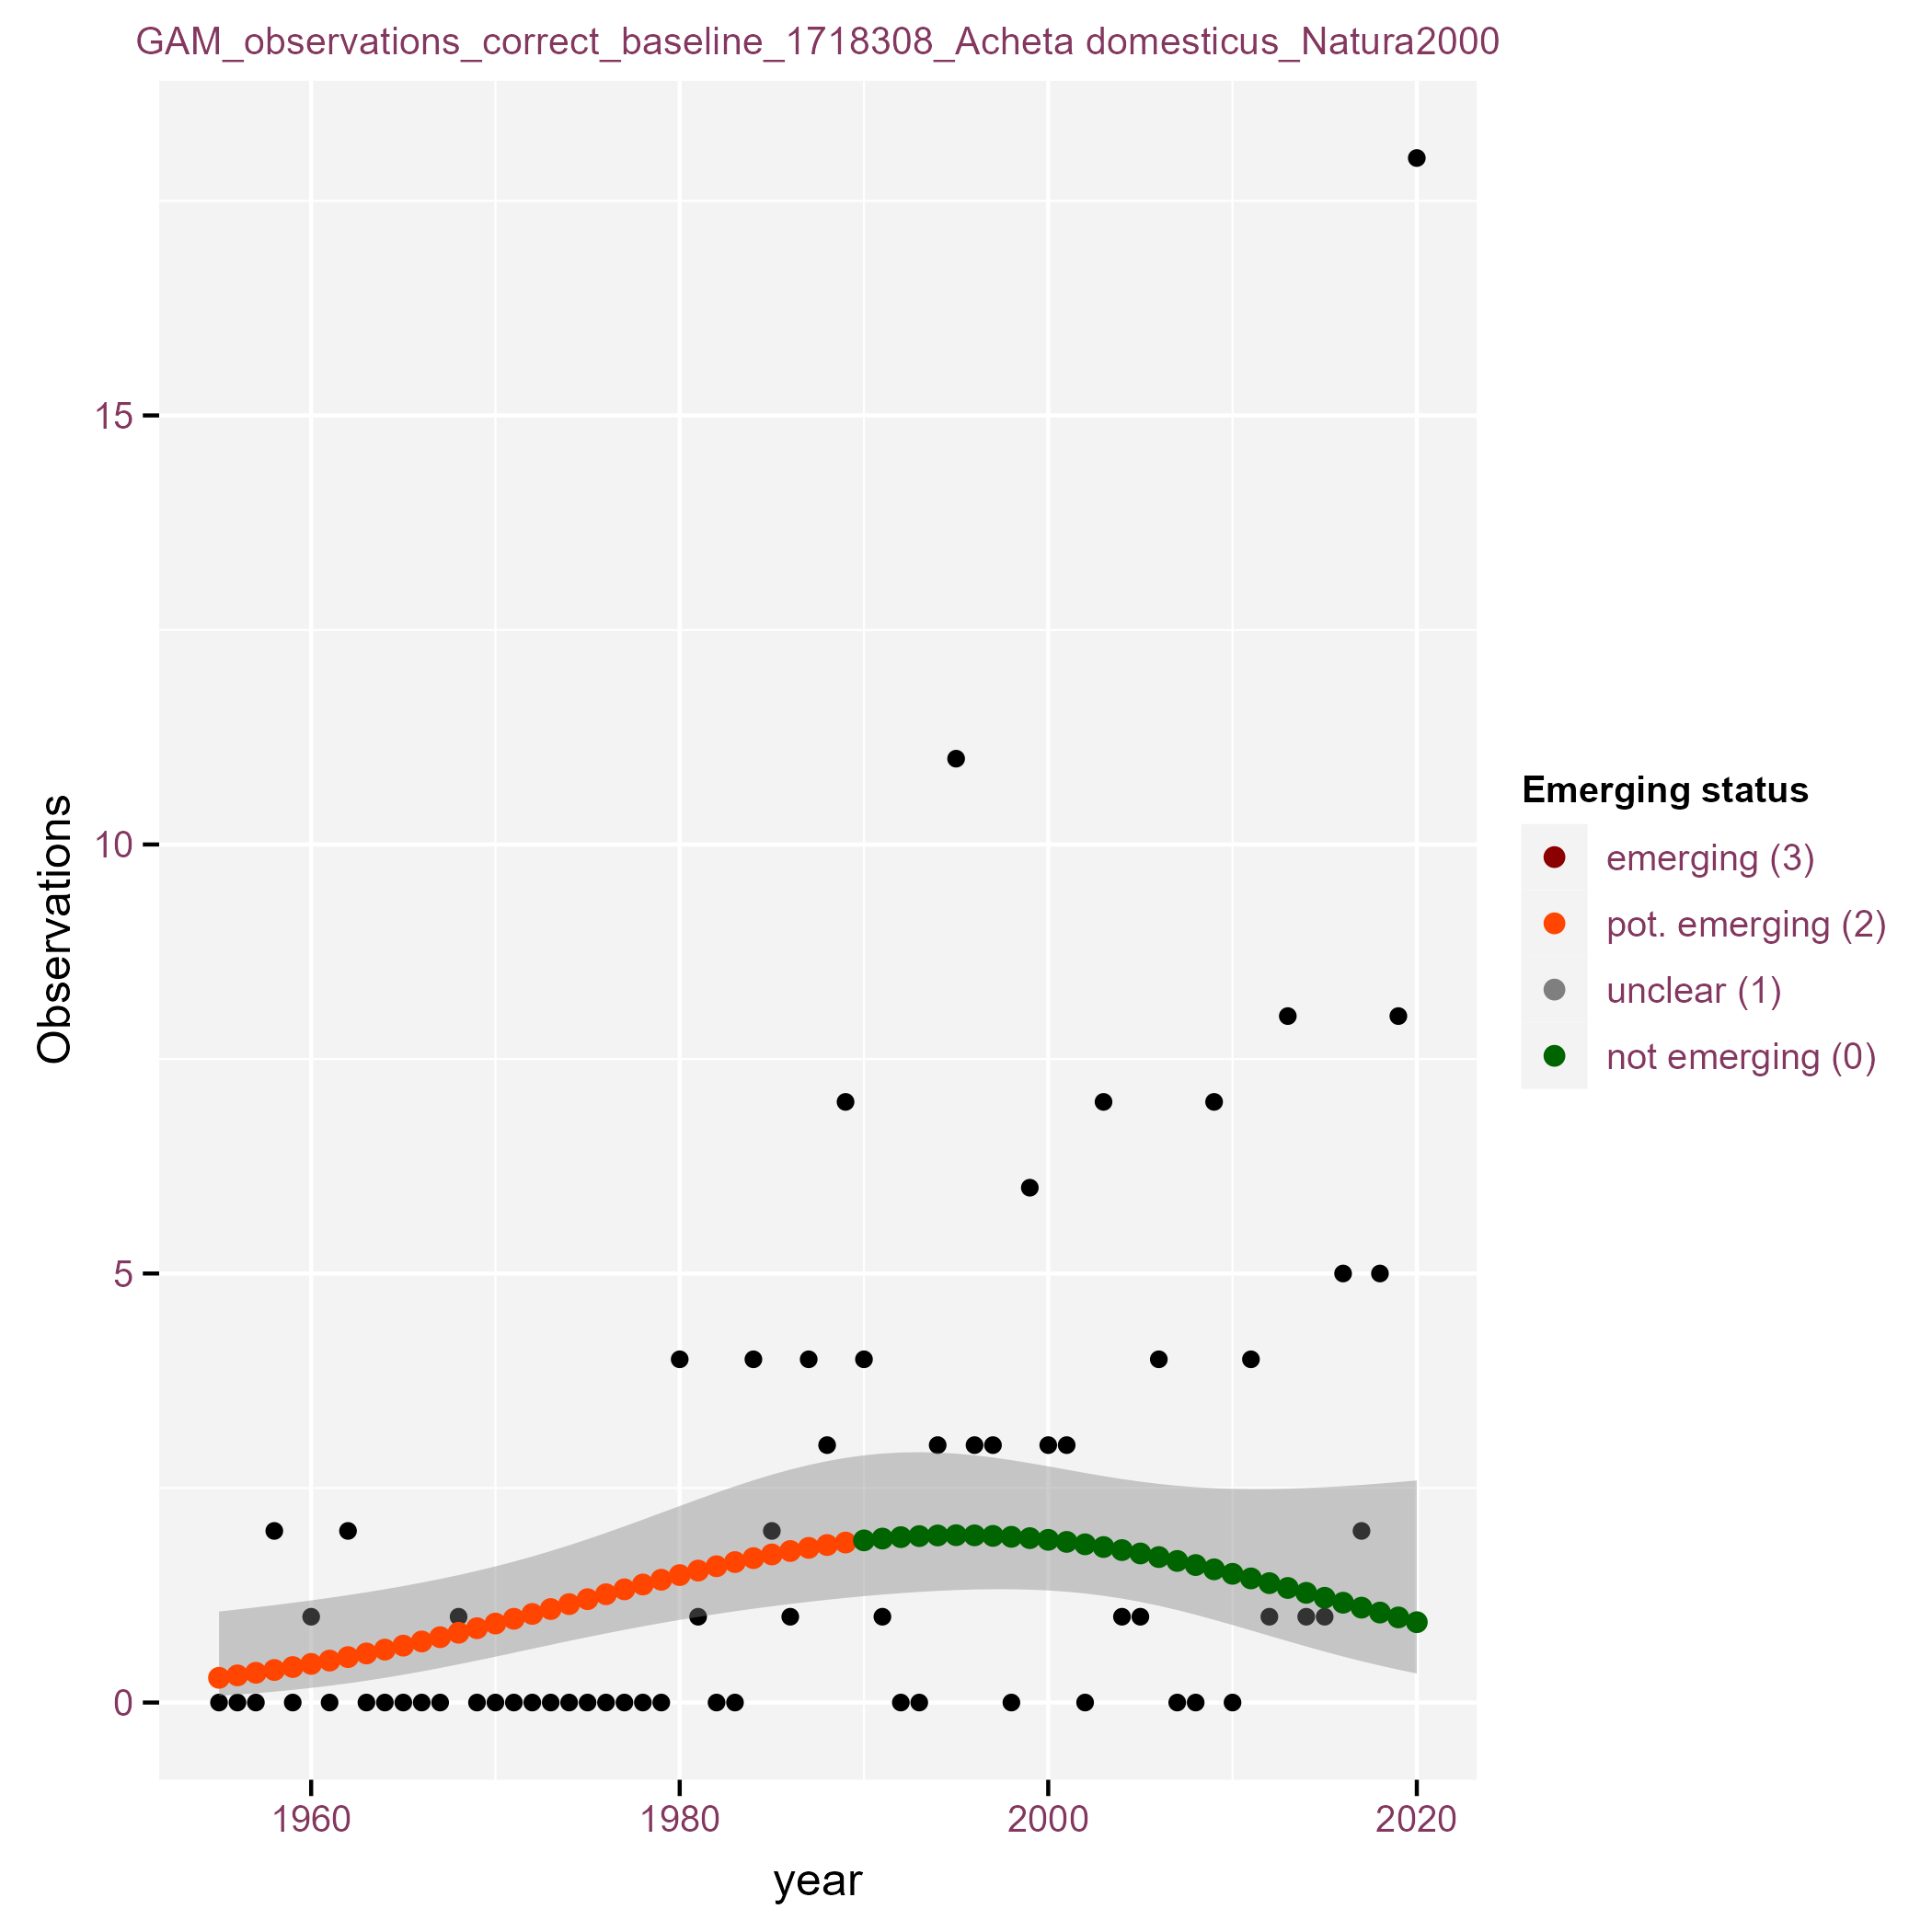 GAM_observations_correct_baseline_1718308_Acheta domesticus_Natura2000
15
10
5
0
Observations
1960
1980
2000
2020
year
Emerging status
emerging (3)
pot. emerging (2)
unclear (1)
not emerging (0)